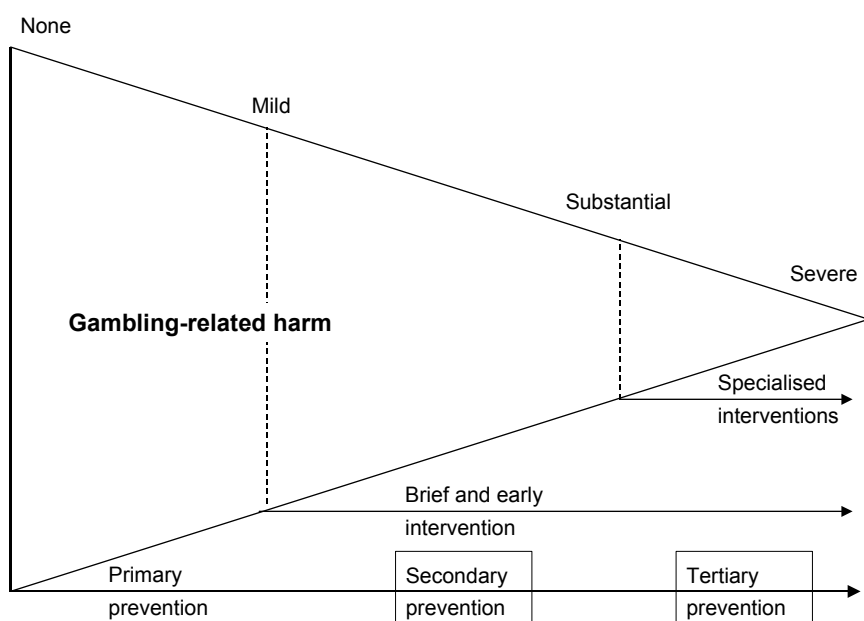 None
Mild
Substantial
Severe
Gambling-related harm
Specialised
interventions
Brief and early
intervention
Primary
prevention
Secondary
prevention
Tertiary
prevention